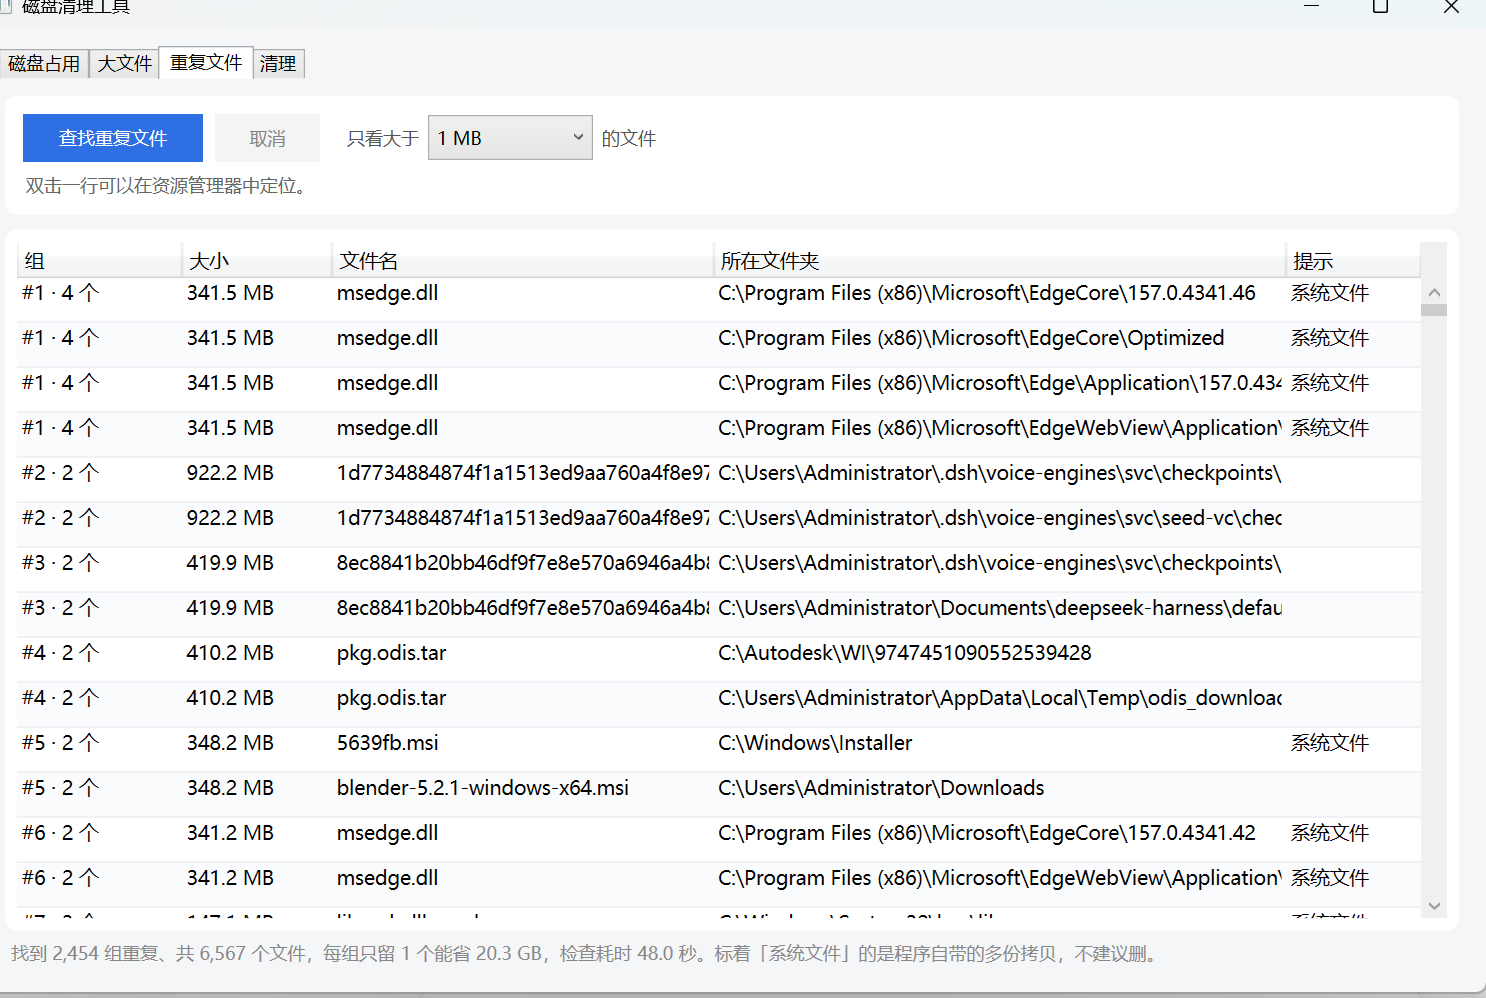 磁盘清理工具
磁盘占用 大文件 重复文件 清理
查找重复文件 取消 只看大于 1 MB 的文件
双击一行可以在资源管理器中定位。
组 大小 文件名 所在文件夹 提示
#1 · 4 个 341.5 MB msedge.dll C:\Program Files (x86)\Microsoft\EdgeCore\157.0.4341.46 系统文件
#1 · 4 个 341.5 MB msedge.dll C:\Program Files (x86)\Microsoft\EdgeCore\Optimized 系统文件
#1 · 4 个 341.5 MB msedge.dll C:\Program Files (x86)\Microsoft\Edge\Application\157.0.434 系统文件
#1 · 4 个 341.5 MB msedge.dll C:\Program Files (x86)\Microsoft\EdgeWebView\Application\ 系统文件
#2 · 2 个 922.2 MB 1d7734884874f1a1513ed9aa760a4f8e97 C:\Users\Administrator\.dsh\voice-engines\svc\checkpoints\
#2 · 2 个 922.2 MB 1d7734884874f1a1513ed9aa760a4f8e97 C:\Users\Administrator\.dsh\voice-engines\svc\seed-vc\chec
#3 · 2 个 419.9 MB 8ec8841b20bb46df9f7e8e570a6946a4b8 C:\Users\Administrator\.dsh\voice-engines\svc\checkpoints\
#3 · 2 个 419.9 MB 8ec8841b20bb46df9f7e8e570a6946a4b8 C:\Users\Administrator\Documents\deepseek-harness\defau
#4 · 2 个 410.2 MB pkg.odis.tar C:\Autodesk\WI\9747451090552539428
#4 · 2 个 410.2 MB pkg.odis.tar C:\Users\Administrator\AppData\Local\Temp\odis_downloac
#5 · 2 个 348.2 MB 5639fb.msi C:\Windows\Installer 系统文件
#5 · 2 个 348.2 MB blender-5.2.1-windows-x64.msi C:\Users\Administrator\Downloads
#6 · 2 个 341.2 MB msedge.dll C:\Program Files (x86)\Microsoft\EdgeCore\157.0.4341.42 系统文件
#6 · 2 个 341.2 MB msedge.dll C:\Program Files (x86)\Microsoft\EdgeWebView\Application\ 系统文件
找到 2,454 组重复、共 6,567 个文件，每组只留 1 个能省 20.3 GB，检查耗时 48.0 秒。标着「系统文件」的是程序自带的多份拷贝，不建议删。